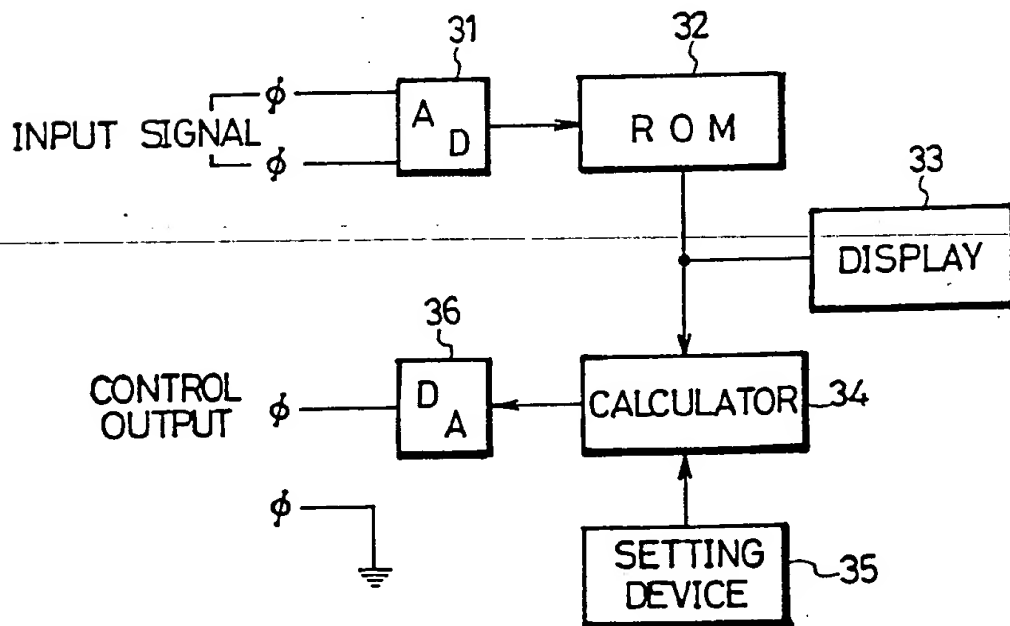 31
32
INPUT SIGNAL
φ
φ
A
D
ROM
33
DISPLAY
36
CONTROL
OUTPUT
φ
D
A
CALCULATOR
34
φ
SETTING
DEVICE
35